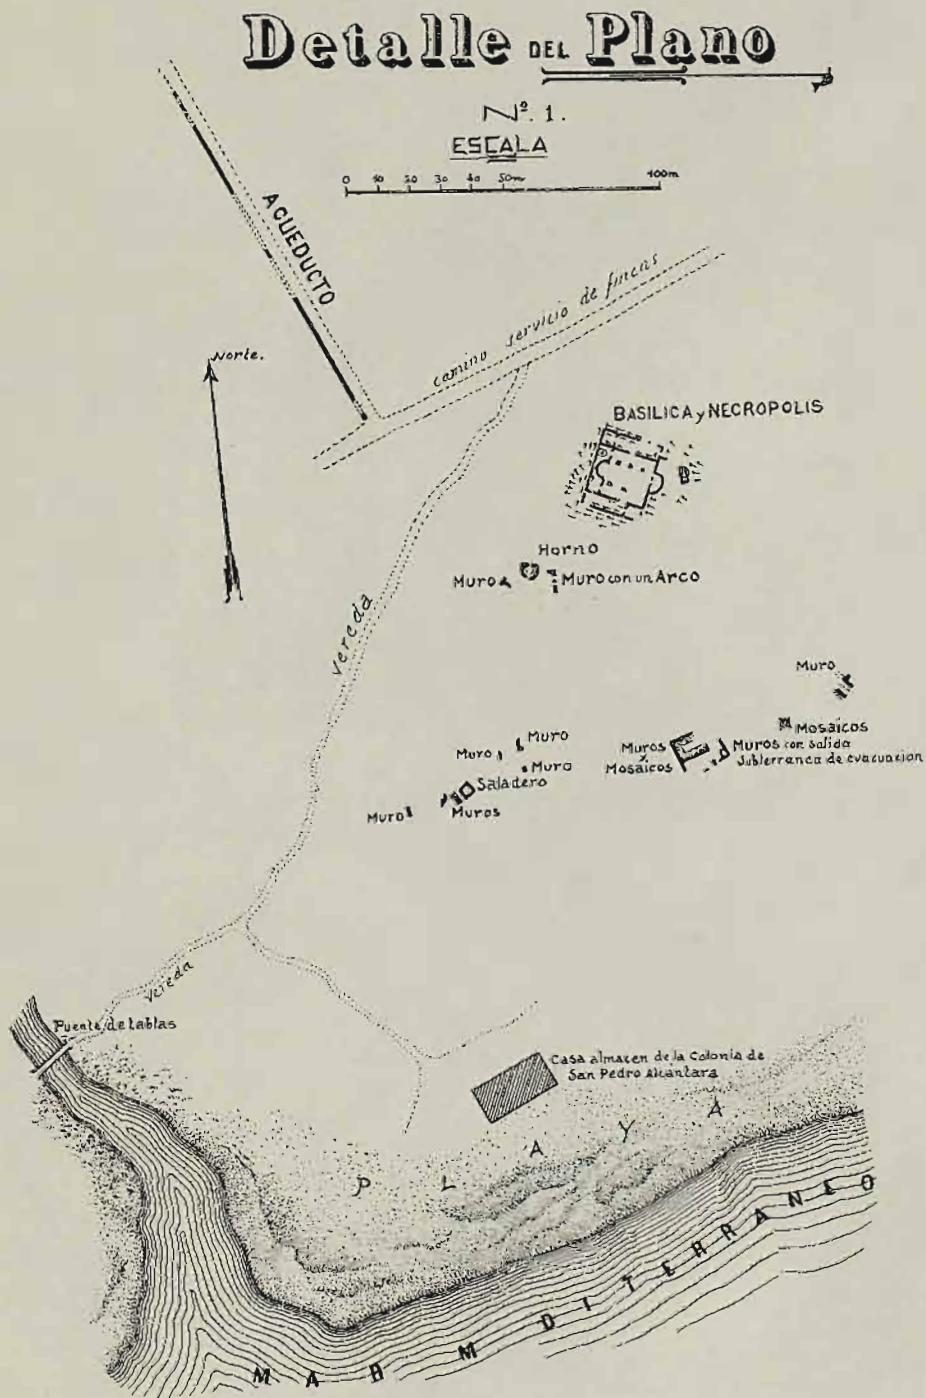 Detalle DEL Plano
Nº. 1.
ESCALA
0 10 20 30 40 50m 100m
ACUEDUCTO
camino servicio de fincas
Norte.
BASILICA y NECROPOLIS
Horno
Muro
Muro con un Arco
vereda
Muro
Mosaicos
Muro
Muro
Muros
y
Mosaicos
Muros con salida
Subterranea de evacuacion
Muro
Saladero
Muro
Muros
vereda
Puente de tablas
Casa almacen de la Colonia de
San Pedro Alcantara
PLAYA
MAR MDITERRANEO